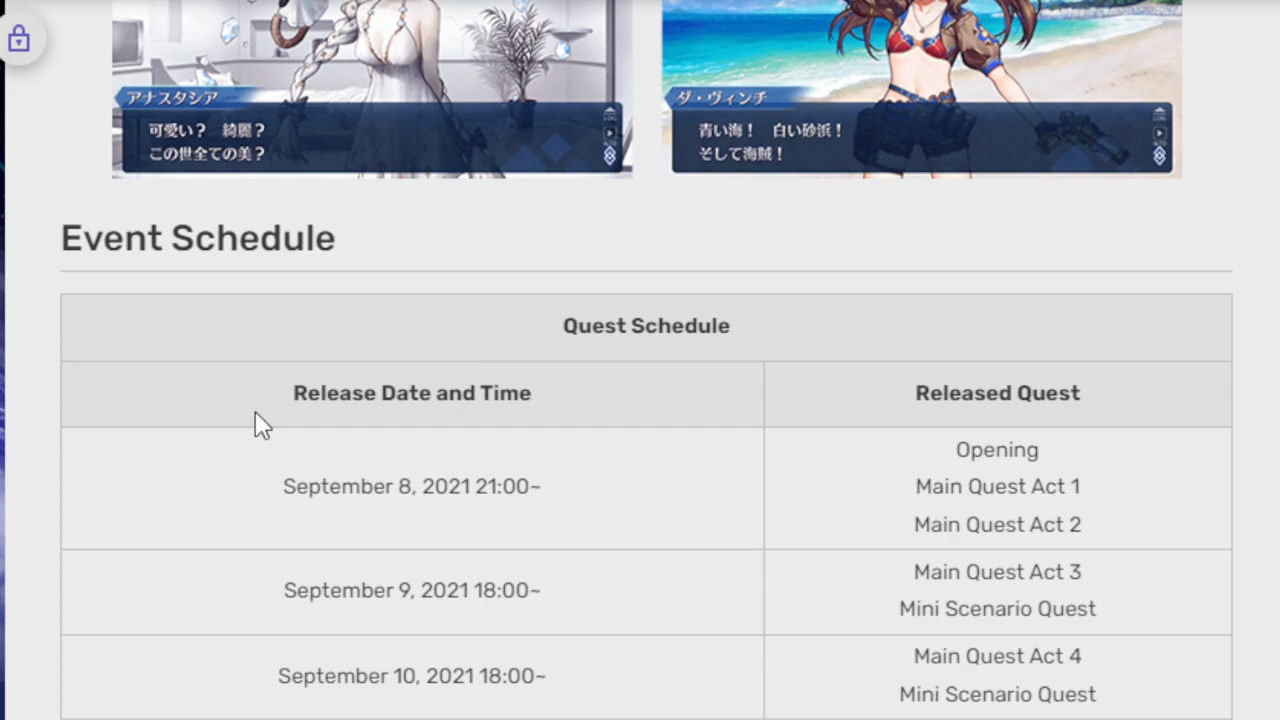 アナスタシア
可愛い? 綺麗?
この世全ての美?
ダ・ヴィンチ
青い海! 白い砂浜!
そして海賊!
Event Schedule
Quest Schedule
Release Date and Time
Released Quest
September 8, 2021 21:00~
Opening
Main Quest Act 1
Main Quest Act 2
September 9, 2021 18:00~
Main Quest Act 3
Mini Scenario Quest
September 10, 2021 18:00~
Main Quest Act 4
Mini Scenario Quest